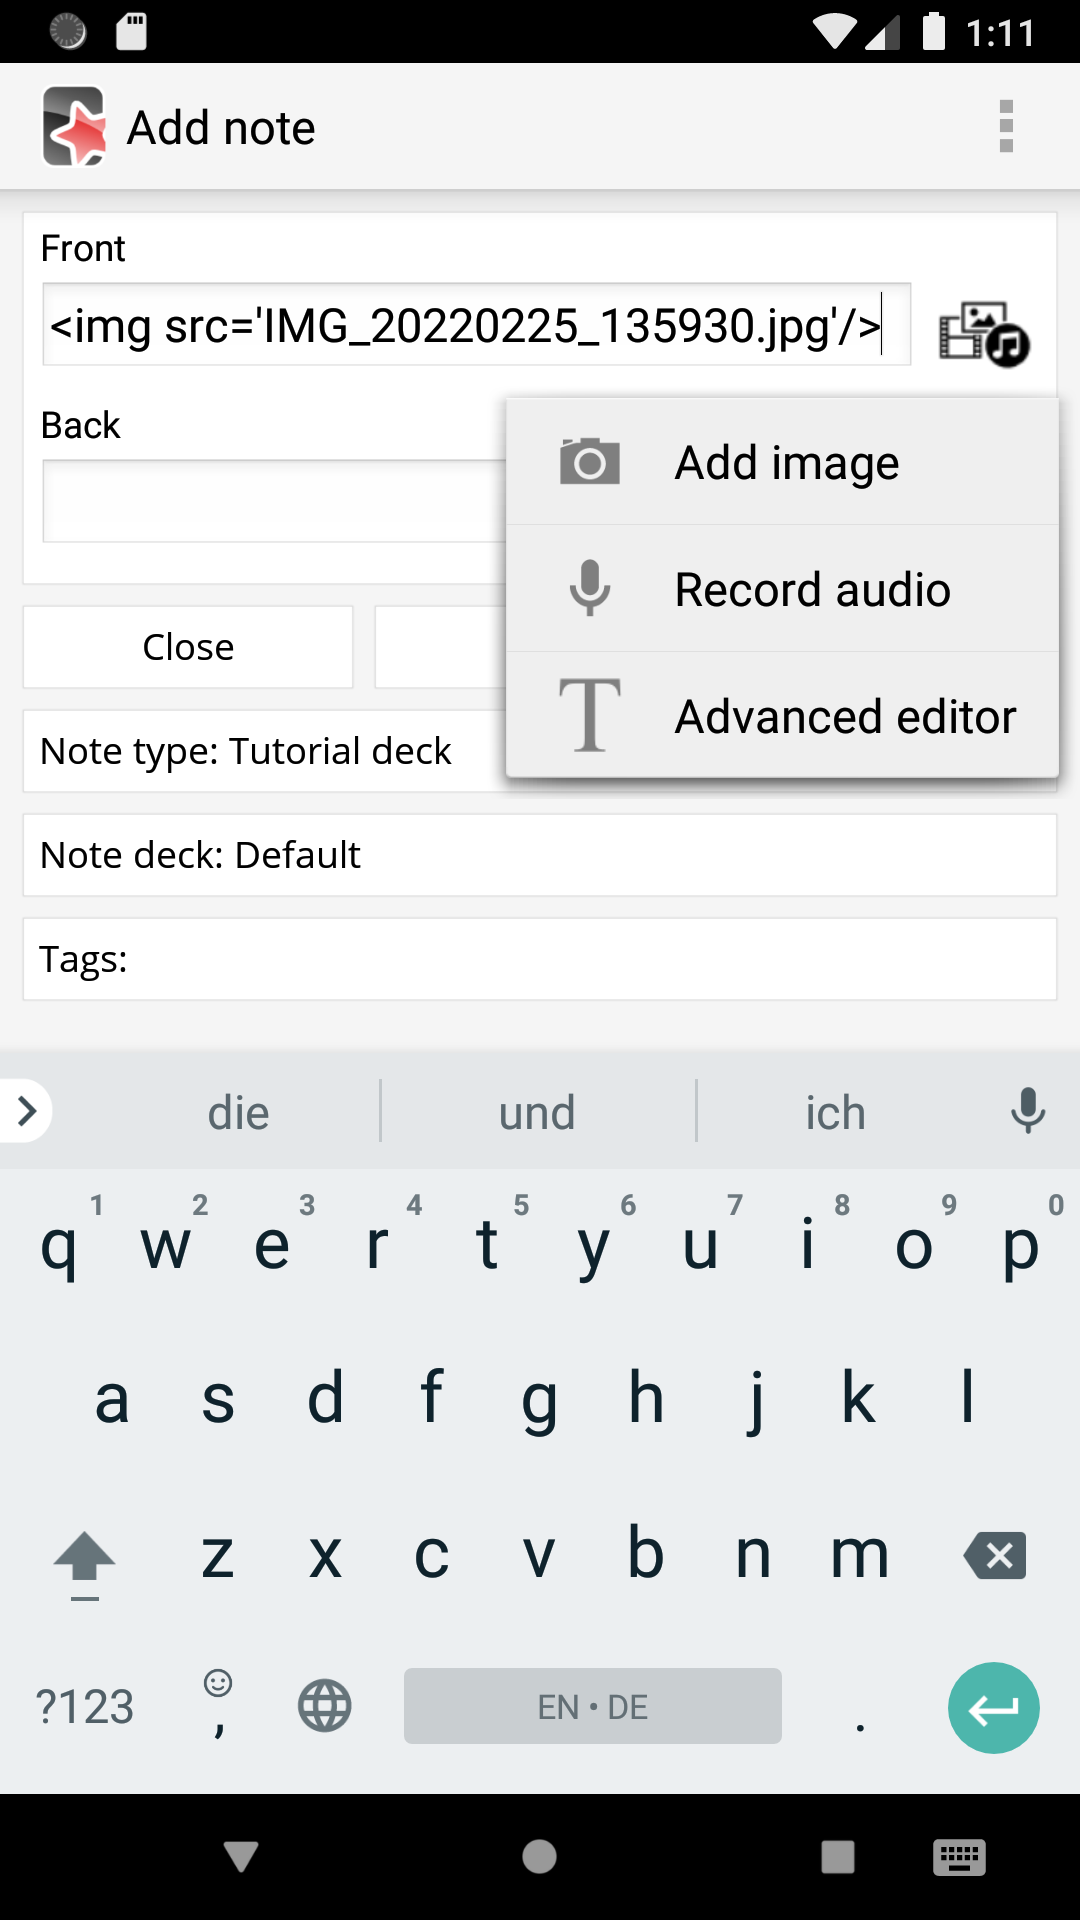 1:11
Add note
Front
<img src='IMG_20220225_135930.jpg'/>
Back
Add image
Record audio
Advanced editor
Close
Note type: Tutorial deck
Note deck: Default
Tags:
die und ich
1 2 3 4 5 6 7 8 9 0
q w e r t y u i o p
a s d f g h j k l
z x c v b n m
?123 , EN • DE .